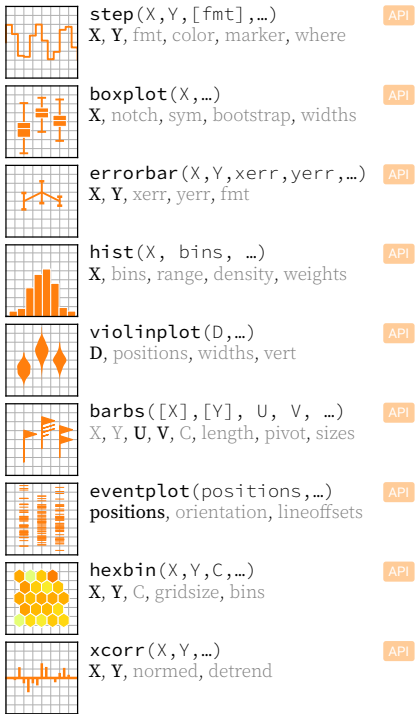 step(X,Y,[fmt],…) API
X, Y, fmt, color, marker, where
boxplot(X,…) API
X, notch, sym, bootstrap, widths
errorbar(X,Y,xerr,yerr,…) API
X, Y, xerr, yerr, fmt
hist(X, bins, …) API
X, bins, range, density, weights
violinplot(D,…) API
D, positions, widths, vert
barbs([X],[Y], U, V, …) API
X, Y, U, V, C, length, pivot, sizes
eventplot(positions,…) API
positions, orientation, lineoffsets
hexbin(X,Y,C,…) API
X, Y, C, gridsize, bins
xcorr(X,Y,…) API
X, Y, normed, detrend